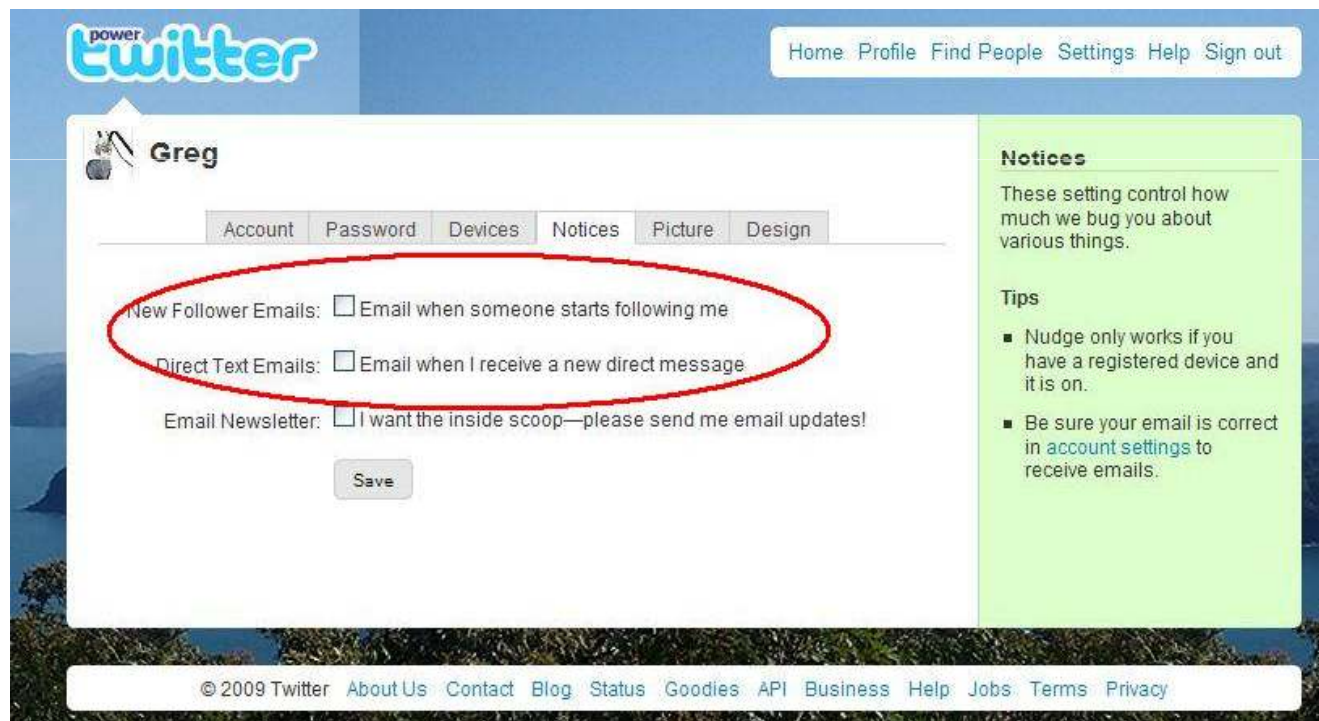 power
twitter
Home Profile Find People Settings Help Sign out
Greg
Account Password Devices Notices Picture Design
New Follower Emails: Email when someone starts following me
Direct Text Emails: Email when I receive a new direct message
Email Newsletter: I want the inside scoop—please send me email updates!
Save
Notices
These setting control how
much we bug you about
various things.
Tips
Nudge only works if you
have a registered device and
it is on.
Be sure your email is correct
in account settings to
receive emails.
© 2009 Twitter About Us Contact Blog Status Goodies API Business Help Jobs Terms Privacy